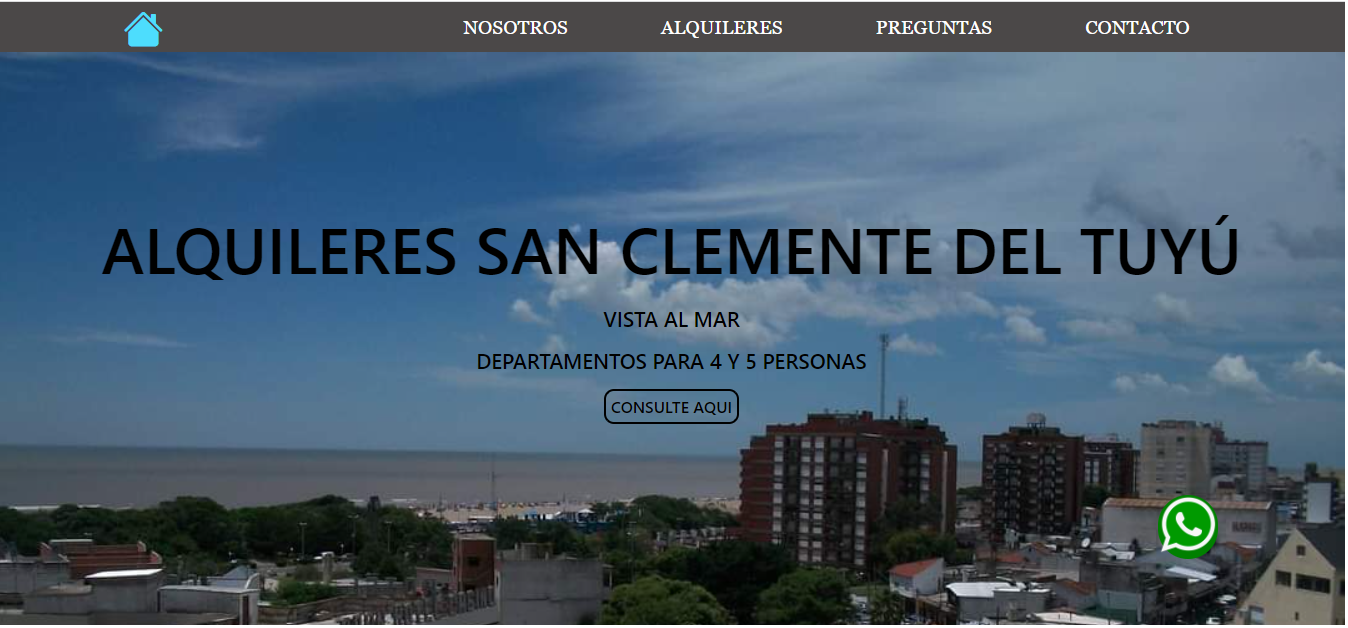 NOSOTROS ALQUILERES PREGUNTAS CONTACTO
ALQUILERES SAN CLEMENTE DEL TUYÚ
VISTA AL MAR
DEPARTAMENTOS PARA 4 Y 5 PERSONAS
CONSULTE AQUI